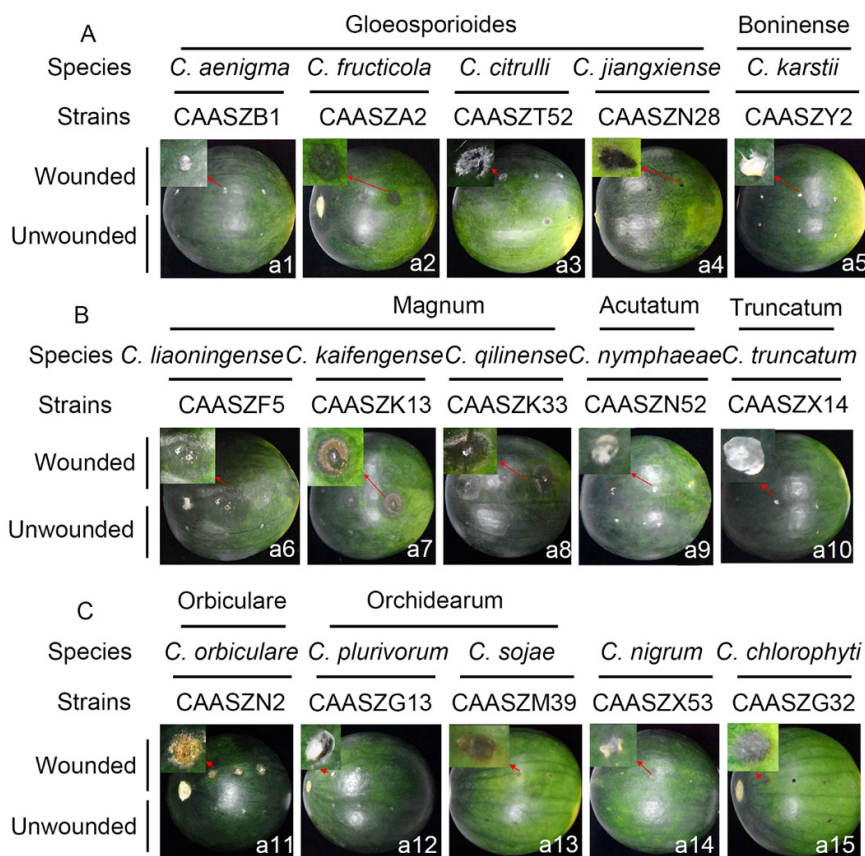 A
Gloeosporioides Boninense
Species C. aenigma C. fructicola C. citrulli C. jiangxiense C. karstii
Strains CAASZB1 CAASZA2 CAASZT52 CAASZN28 CAASZY2
Wounded
Unwounded
a1 a2 a3 a4 a5
B
Magnum Acutatum Truncatum
Species C. liaoningense C. kaifengense C. qilinense C. nymphaeae C. truncatum
Strains CAASZF5 CAASZK13 CAASZK33 CAASZN52 CAASZX14
Wounded
Unwounded
a6 a7 a8 a9 a10
C
Orbiculare Orchidearum
Species C. orbiculare C. plurivorum C. sojae C. nigrum C. chlorophyti
Strains CAASZN2 CAASZG13 CAASZM39 CAASZX53 CAASZG32
Wounded
Unwounded
a11 a12 a13 a14 a15